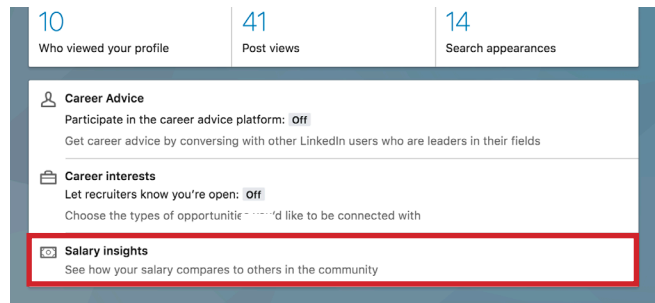 10
41
14
Who viewed your profile
Post views
Search appearances
Career Advice
Participate in the career advice platform: Off
Get career advice by conversing with other LinkedIn users who are leaders in their fields
Career interests
Let recruiters know you're open: Off
Choose the types of opportunities you'd like to be connected with
Salary insights
See how your salary compares to others in the community